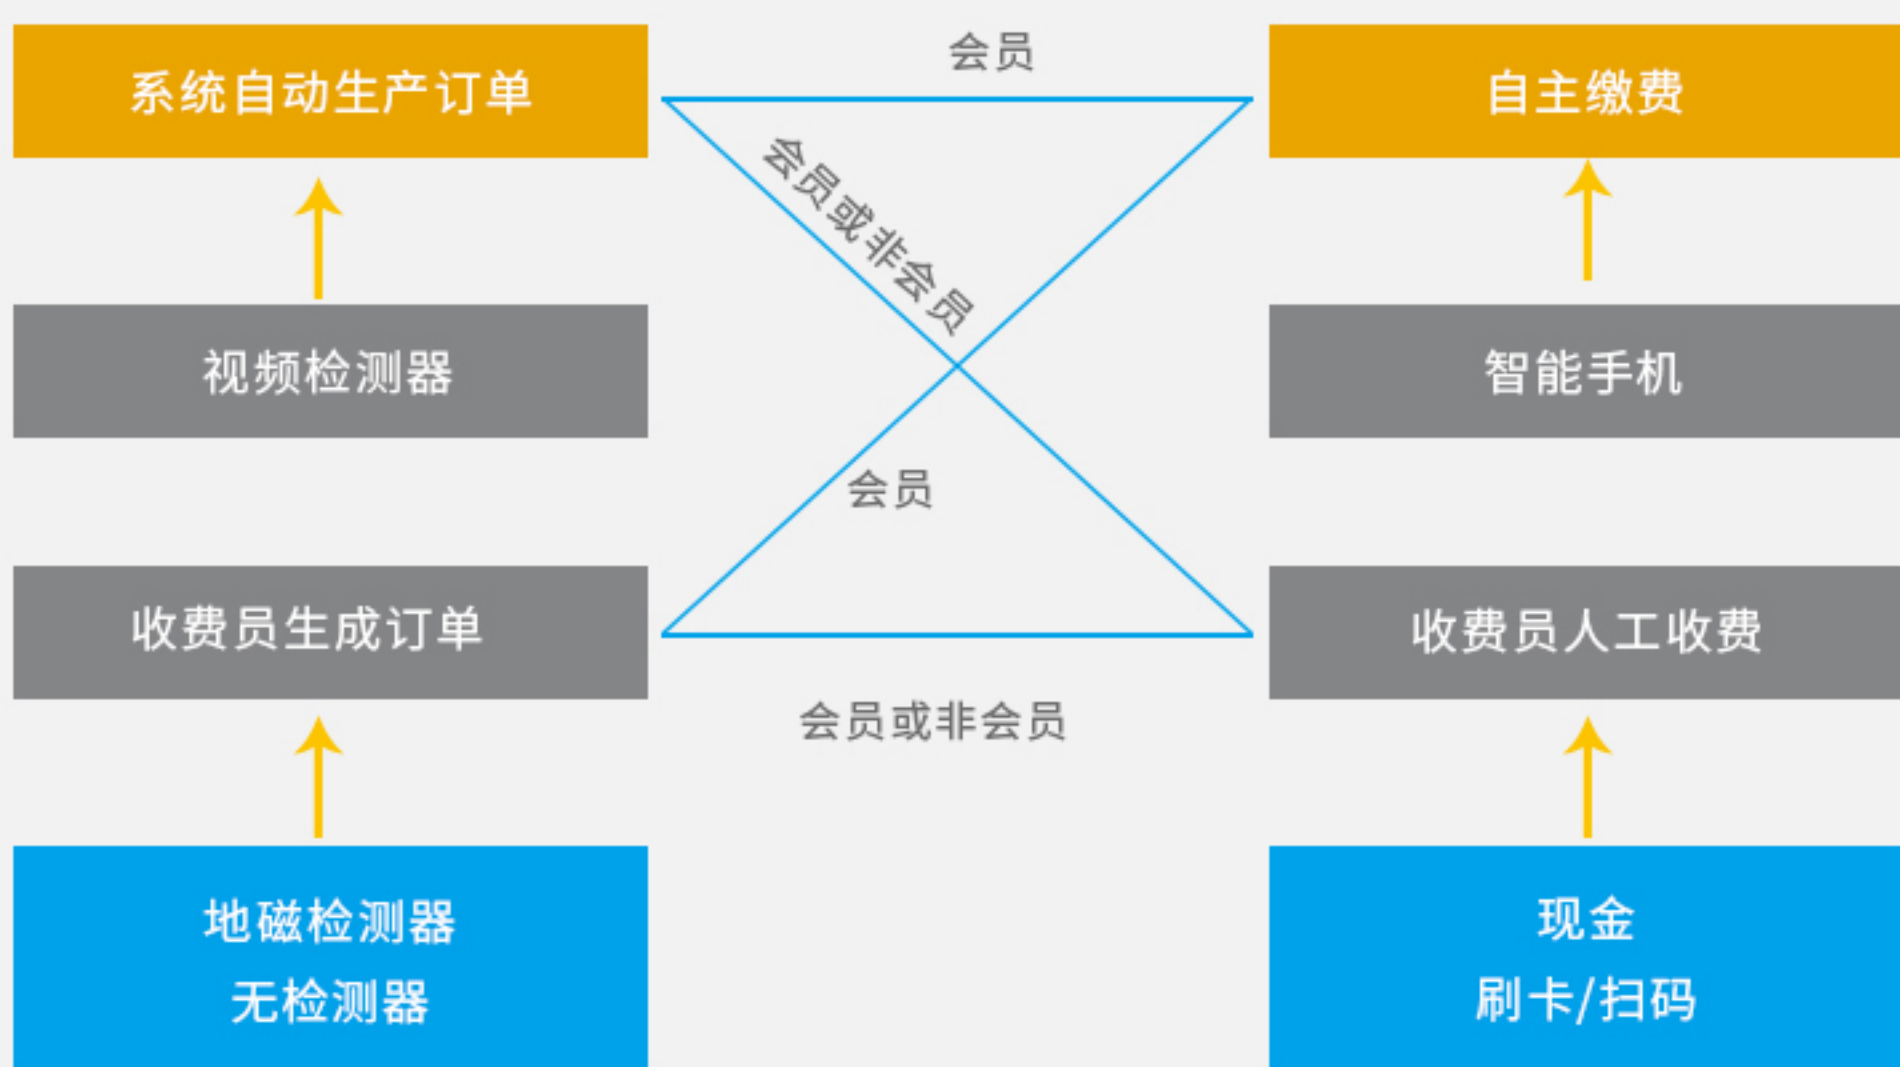 会员
系统自动生产订单
自主缴费
会员或非会员
视频检测器
智能手机
会员
收费员生成订单
收费员人工收费
会员或非会员
地磁检测器
无检测器
现金
刷卡/扫码